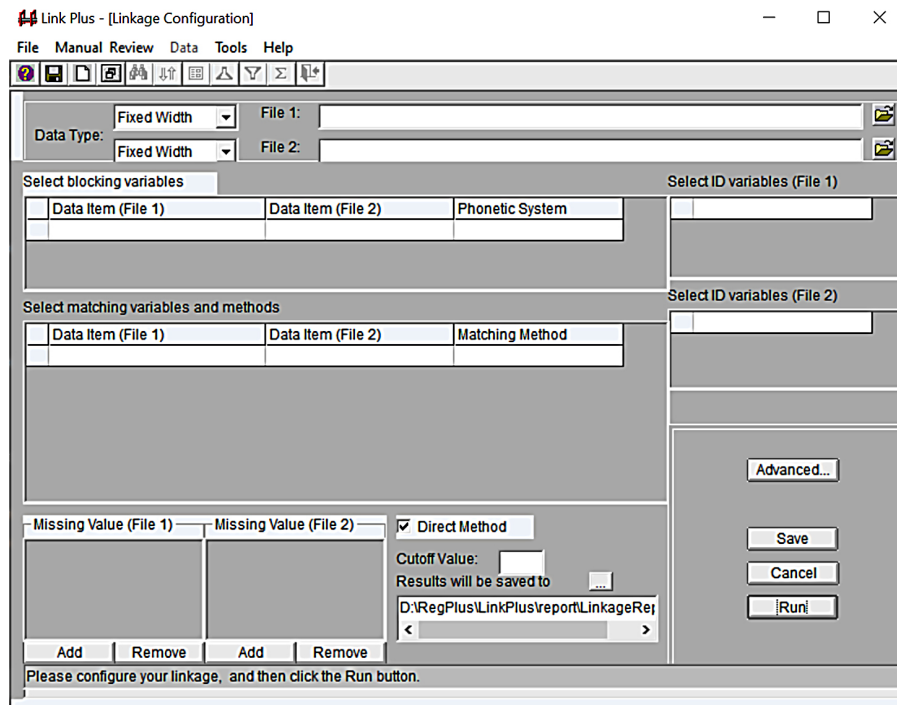 Link Plus - [Linkage Configuration]
File Manual Review Data Tools Help
Data Type:
Fixed Width
File 1:
Fixed Width
File 2:
Select blocking variables
Data Item (File 1) Data Item (File 2) Phonetic System
Select ID variables (File 1)
Select matching variables and methods
Data Item (File 1) Data Item (File 2) Matching Method
Select ID variables (File 2)
Missing Value (File 1) Missing Value (File 2)
Add Remove Add Remove
Direct Method
Cutoff Value:
Results will be saved to ...
D:\RegPlus\LinkPlus\report\LinkageRep
Advanced...
Save
Cancel
Run
Please configure your linkage, and then click the Run button.